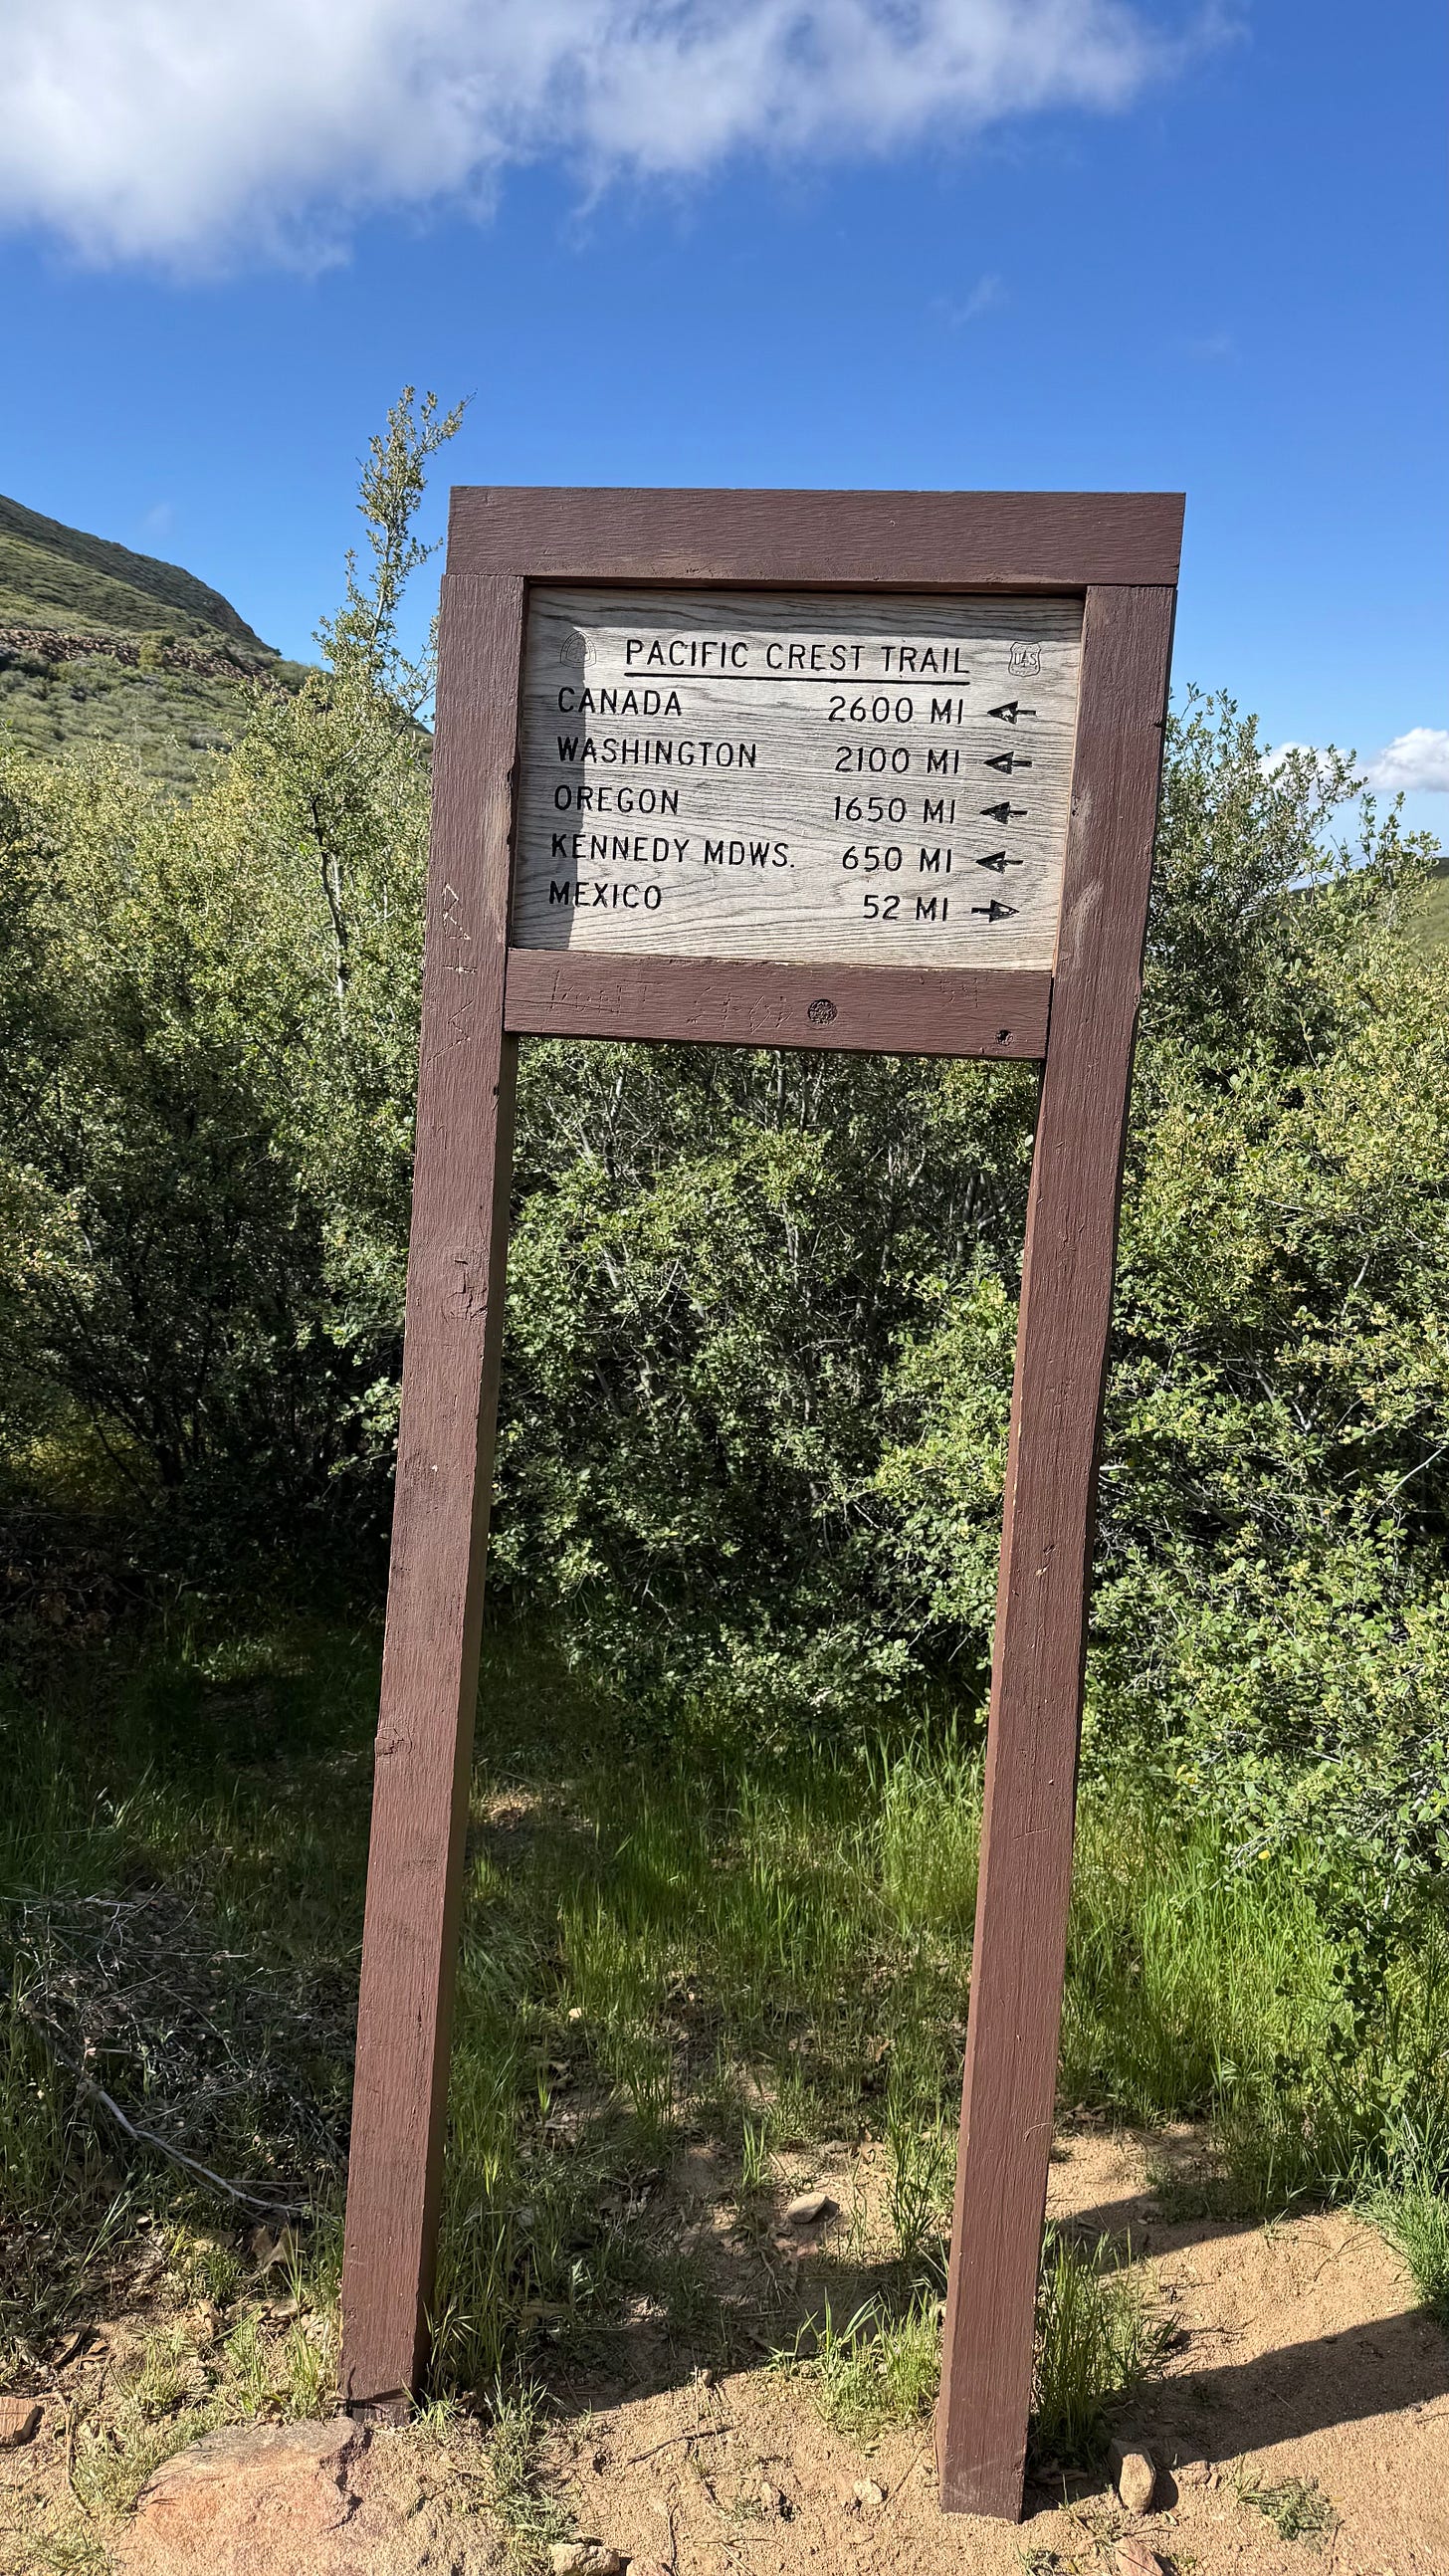 PACIFIC CREST TRAIL
CANADA 2600 MI
WASHINGTON 2100 MI
OREGON 1650 MI
KENNEDY MDWS. 650 MI
MEXICO 52 MI